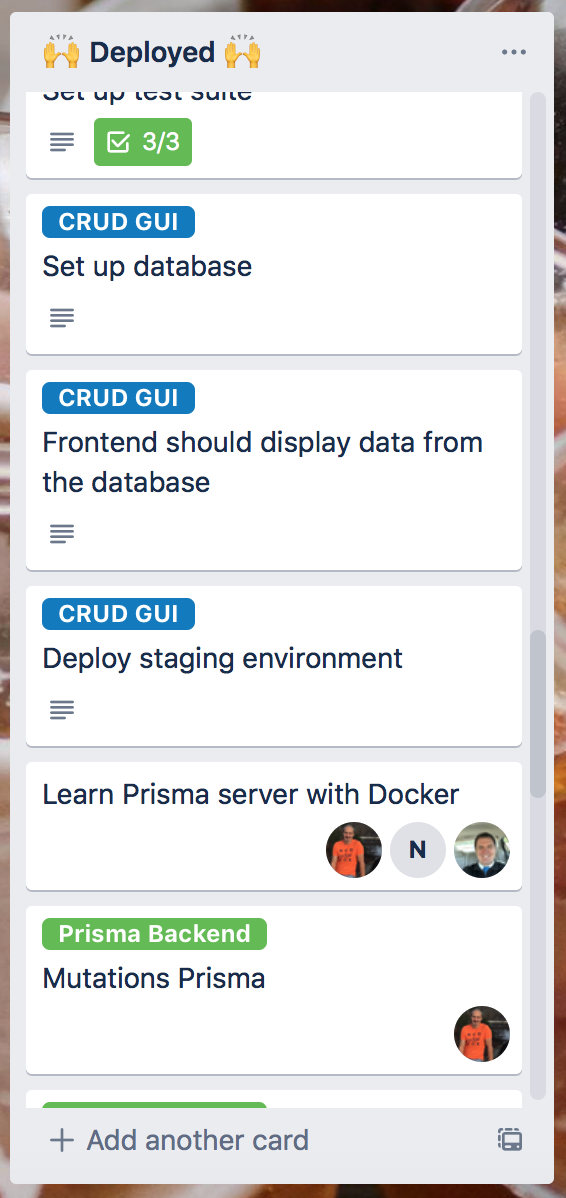 🙌 Deployed 🙌
Set up test suite
3/3
CRUD GUI
Set up database
CRUD GUI
Frontend should display data from
the database
CRUD GUI
Deploy staging environment
Learn Prisma server with Docker
N
Prisma Backend
Mutations Prisma
+ Add another card